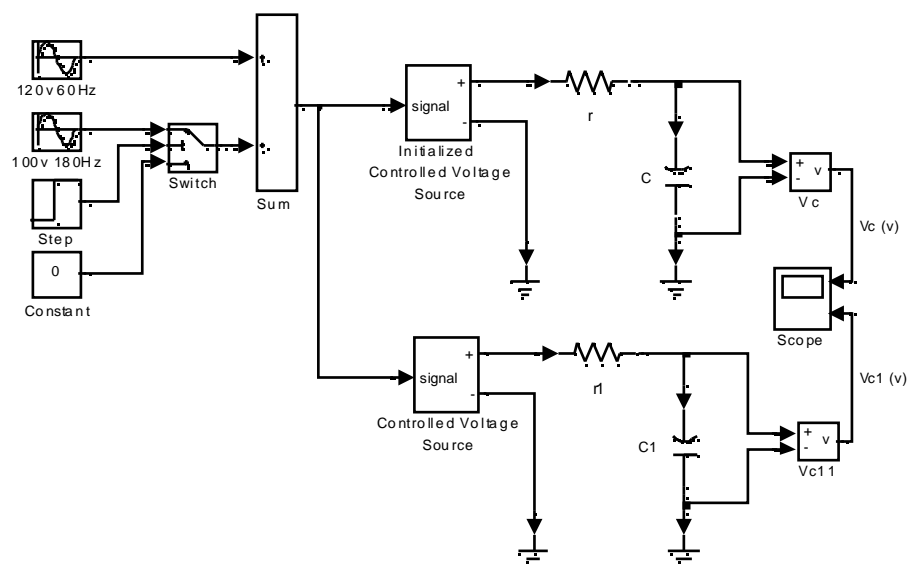 120v 60Hz
100v 180Hz
Switch
Step
0
Constant
Sum
signal
+
-
Initialized
Controlled Voltage
Source
r
C
+
-
v
Vc
Vc (v)
Scope
signal
+
-
Controlled Voltage
Source
r1
C1
+
-
v
Vc11
Vc1 (v)